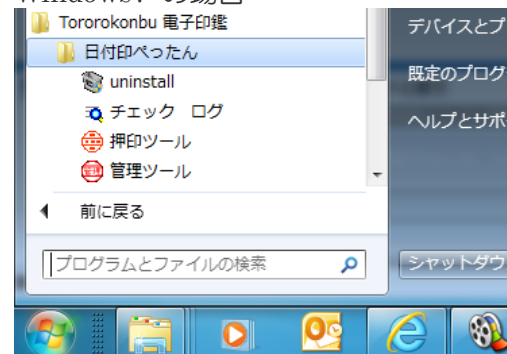 Tororokonbu 電子印鑑
日付印ぺったん
uninstall
チェック ログ
押印ツール
管理ツール
前に戻る
プログラムとファイルの検索
デバイスとプ
既定のプログ
ヘルプとサポ
シャットダウ